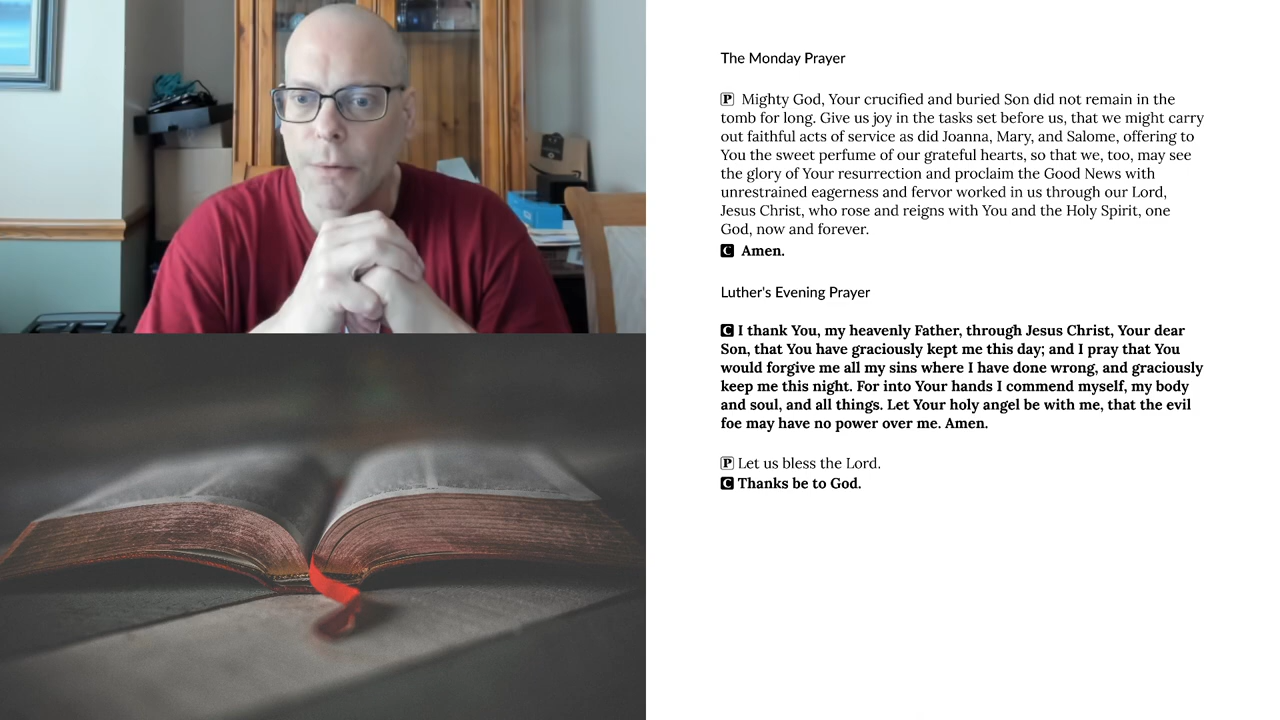 The Monday Prayer
P Mighty God, Your crucified and buried Son did not remain in the
tomb for long. Give us joy in the tasks set before us, that we might carry
out faithful acts of service as did Joanna, Mary, and Salome, offering to
You the sweet perfume of our grateful hearts, so that we, too, may see
the glory of Your resurrection and proclaim the Good News with
unrestrained eagerness and fervor worked in us through our Lord,
Jesus Christ, who rose and reigns with You and the Holy Spirit, one
God, now and forever.
C Amen.
Luther's Evening Prayer
C I thank You, my heavenly Father, through Jesus Christ, Your dear
Son, that You have graciously kept me this day; and I pray that You
would forgive me all my sins where I have done wrong, and graciously
keep me this night. For into Your hands I commend myself, my body
and soul, and all things. Let Your holy angel be with me, that the evil
foe may have no power over me. Amen.
P Let us bless the Lord.
C Thanks be to God.